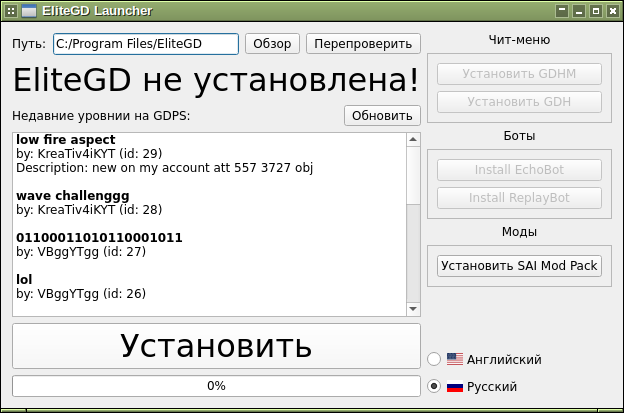 EliteGD Launcher
Путь: C:/Program Files/EliteGD Обзор Перепроверить
EliteGD не установлена!
Недавние уровнии на GDPS: Обновить
low fire aspect
by: KreaTiv4iKYT (id: 29)
Description: new on my account att 557 3727 obj
wave challenggg
by: KreaTiv4iKYT (id: 28)
01100011010110001011
by: VBggYTgg (id: 27)
lol
by: VBggYTgg (id: 26)
Установить
0%
Чит-меню
Установить GDHM
Установить GDH
Боты
Install EchoBot
Install ReplayBot
Моды
Установить SAI Mod Pack
Английский
Русский